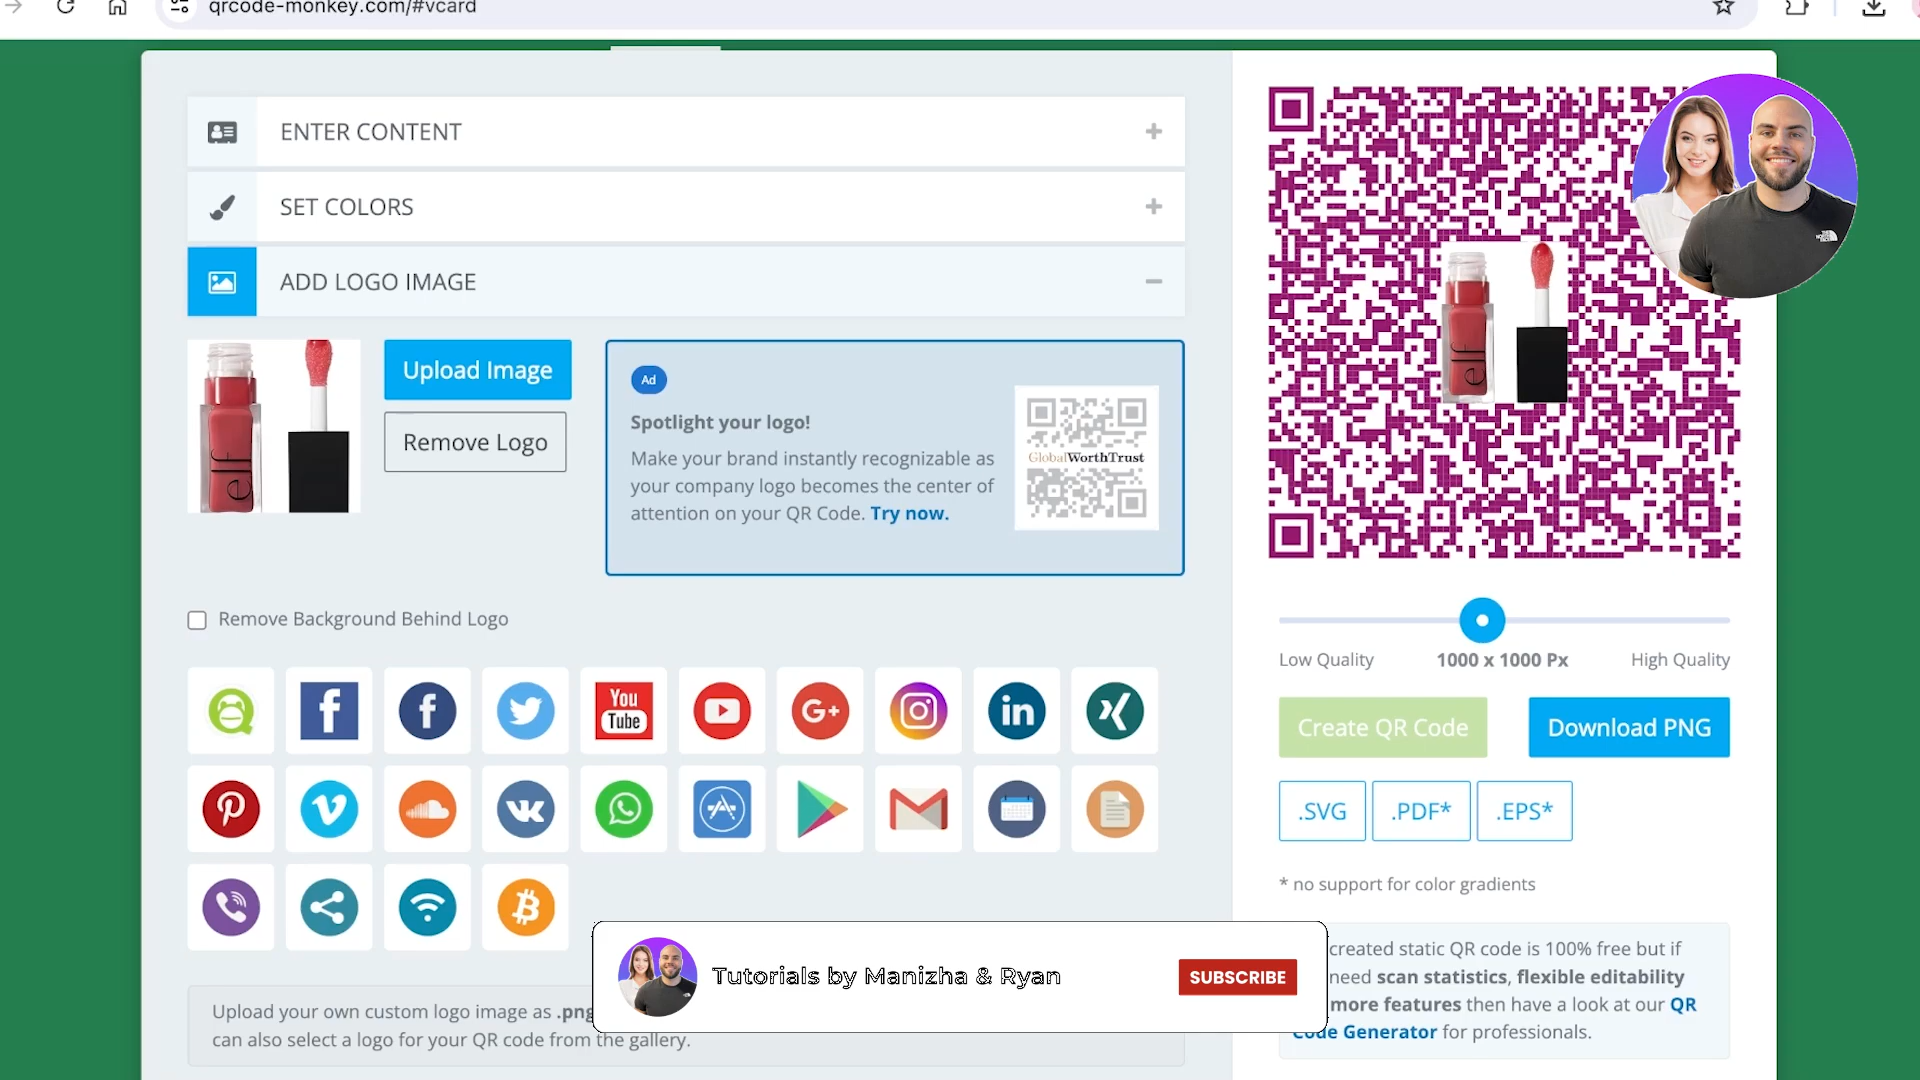 qrcode-monkey.com/#vcard
ENTER CONTENT
SET COLORS
ADD LOGO IMAGE
elf
Upload Image
Remove Logo
Ad
Spotlight your logo!
Make your brand instantly recognizable as
your company logo becomes the center of
attention on your QR Code. Try now.
GlobalWorthTrust
elf
THE NORTH FACE
Remove Background Behind Logo
You Tube
G+
in
Low Quality
1000 x 1000 Px
High Quality
Create QR Code
Download PNG
.SVG
.PDF*
.EPS*
* no support for color gradients
created static QR code is 100% free but if
need scan statistics, flexible editability
more features then have a look at our QR
Code Generator for professionals.
Tutorials by Manizha & Ryan
SUBSCRIBE
Upload your own custom logo image as .png
can also select a logo for your QR code from the gallery.